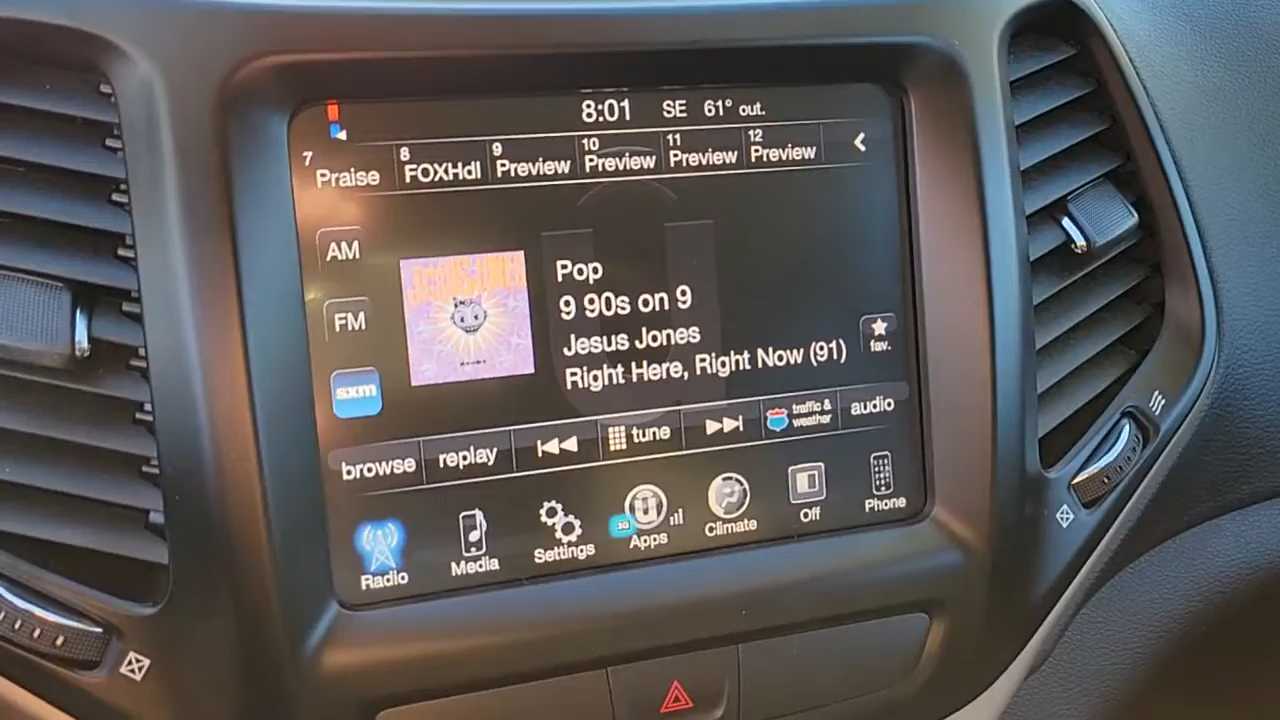 8:01 SE 61° out.
7 Praise 8 FOXHdl 9 Preview 10 Preview 11 Preview 12 Preview
AM
FM
sxm
Pop
9 90s on 9
Jesus Jones
Right Here, Right Now (91)
fav.
browse replay tune traffic & weather audio
3G
Radio Media Settings Apps Climate Off Phone